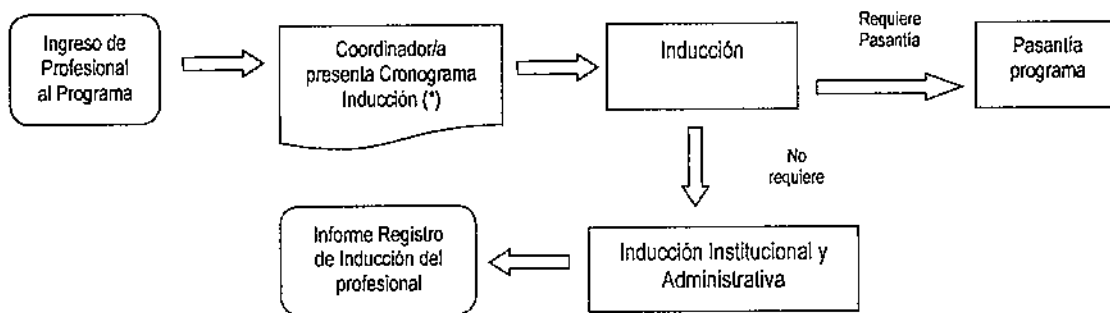 Ingreso de
Profesional
al Programa
Coordinador/a
presenta Cronograma
Inducción (*)
Inducción
Requiere
Pasantía
Pasantía
programa
No
requiere
Informe Registro
de Inducción del
profesional
Inducción Institucional y
Administrativa